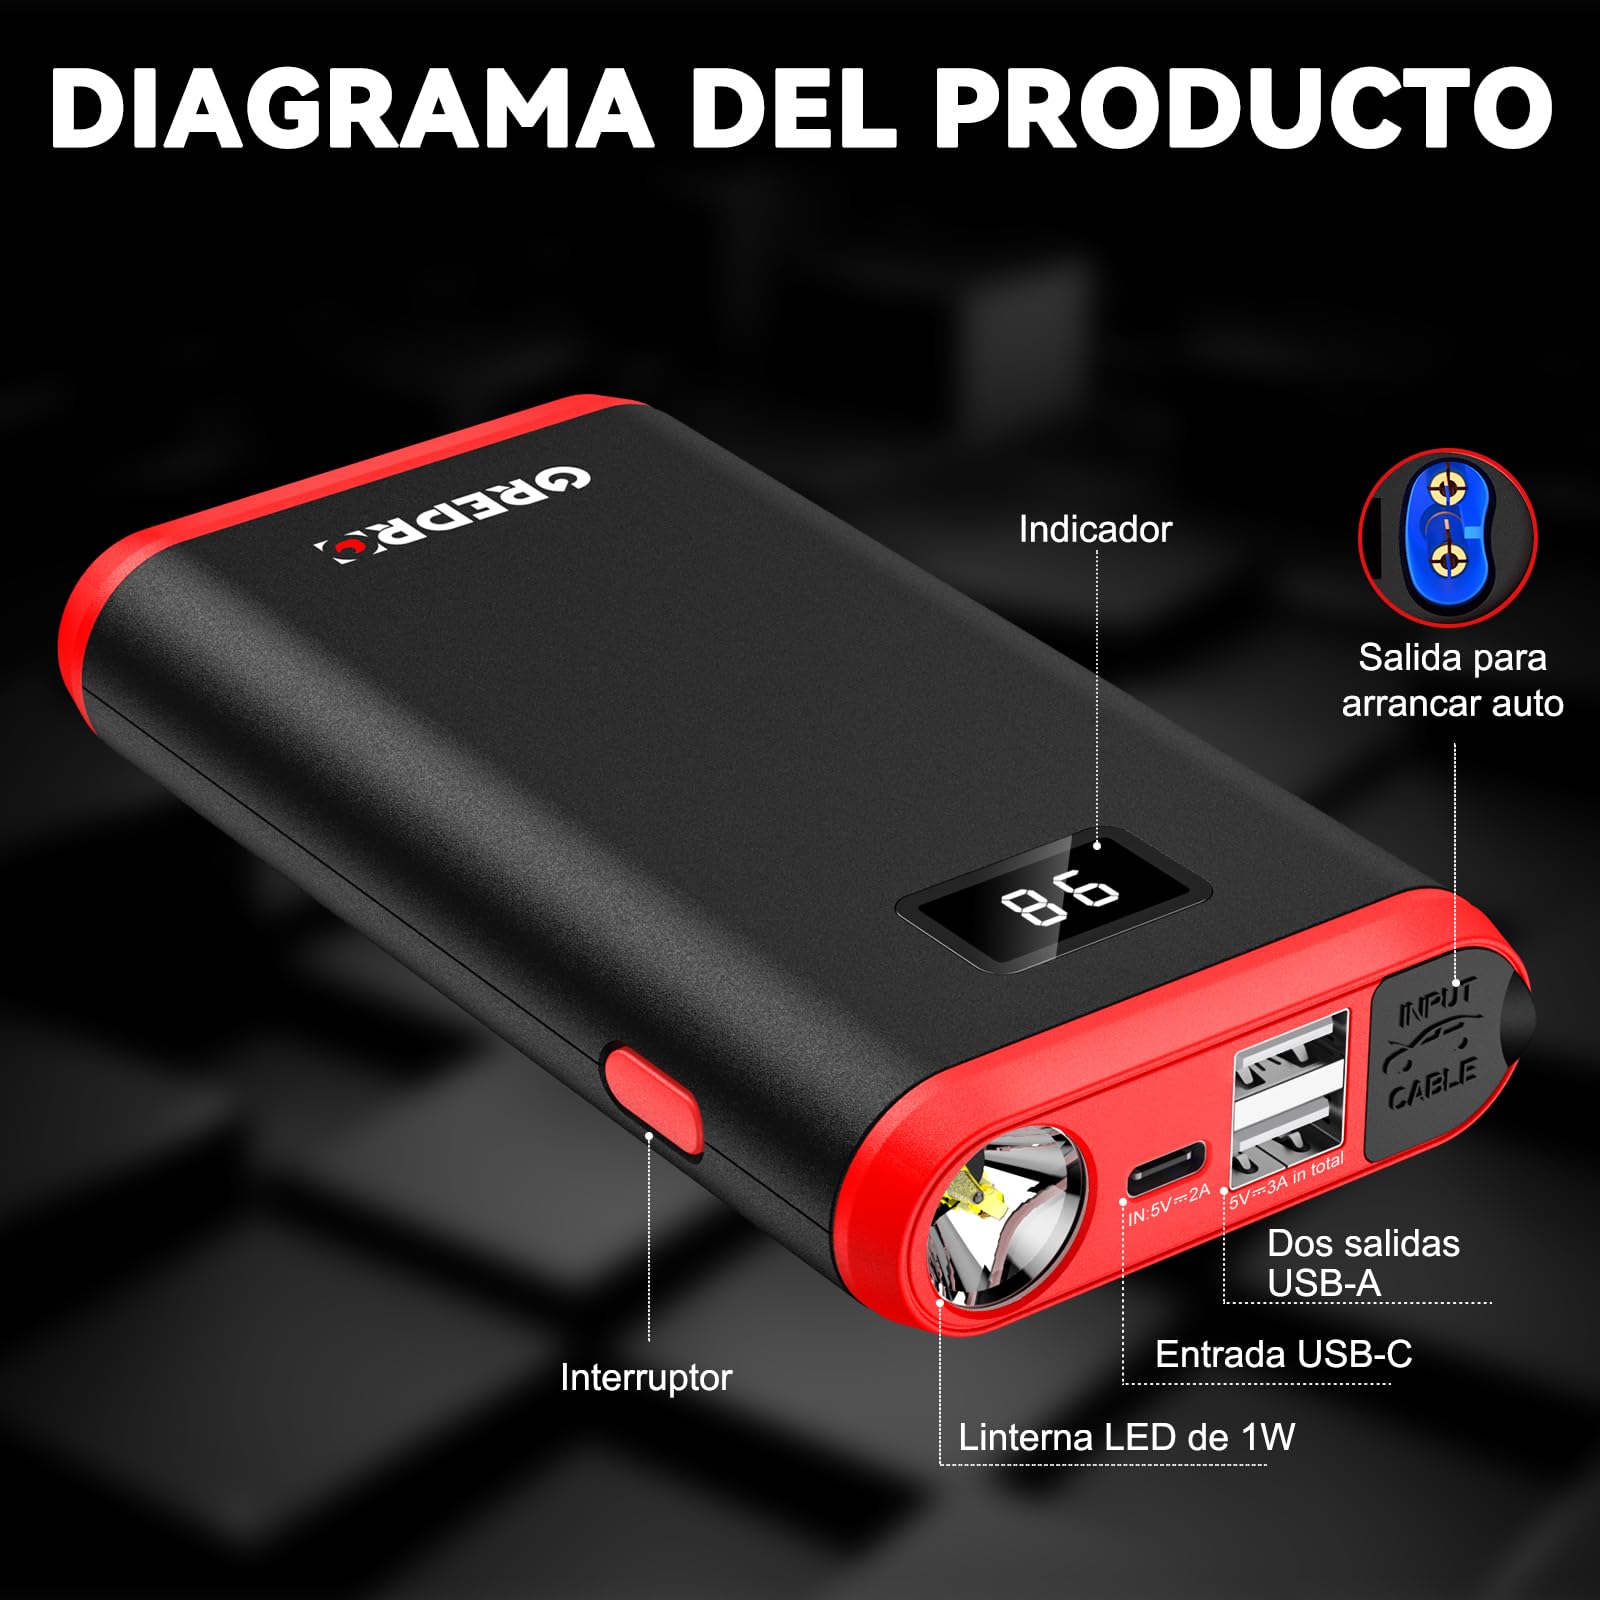 DIAGRAMA DEL PRODUCTO
GREPRO
Indicador
Salida para
arrancar auto
86
INPUT
CABLE
5V⎓3A in total
IN:5V⎓2A
Dos salidas
USB-A
Entrada USB-C
Interruptor
Linterna LED de 1W